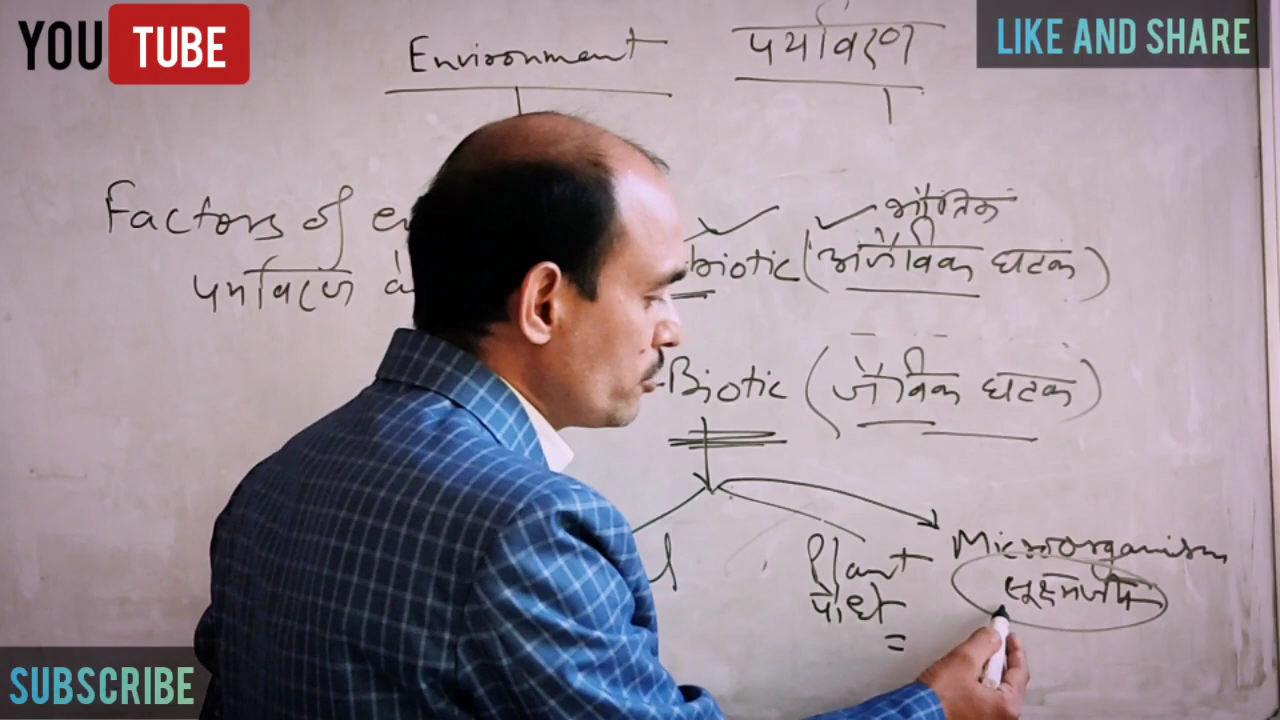 YOU TUBE
LIKE AND SHARE
Environment पर्यावरण
Factors of
भौतिक
biotic (अजैविक घटक)
पर्यावरण
Biotic (जैविक घटक)
Plant Microorganism
पौधे सूक्ष्मजीव
SUBSCRIBE